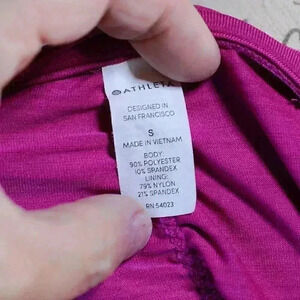 ATHLETA
DESIGNED IN
SAN FRANCISCO
S
MADE IN VIETNAM
BODY:
90% POLYESTER
10% SPANDEX
LINING:
79% NYLON
21% SPANDEX
RN 54023